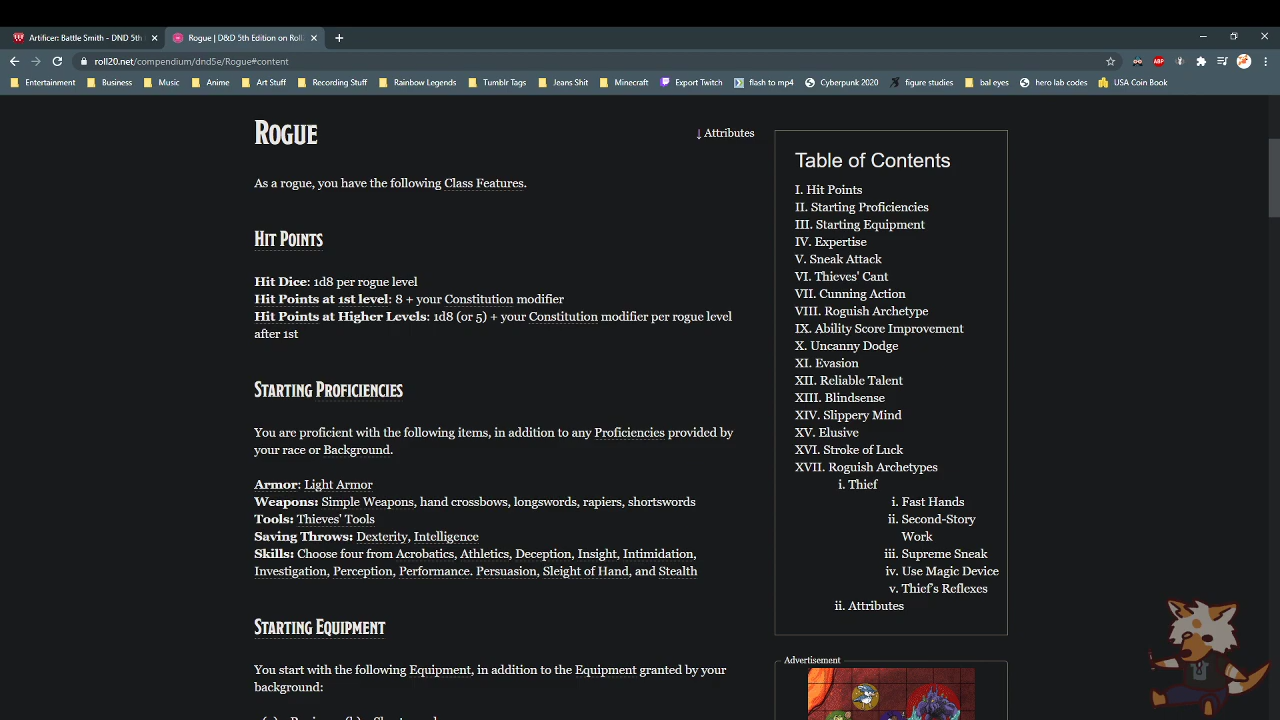 Artificer: Battle Smith - DND 5th
Rogue | D&D 5th Edition on Roll
roll20.net/compendium/dnd5e/Rogue#content
ABP
Entertainment Business Music Anime Art Stuff Recording Stuff Rainbow Legends Tumblr Tags Jeans Shit Minecraft Export Twitch flash to mp4 Cyberpunk 2020 figure studies bal eyes hero lab codes USA Coin Book
Rogue
↓ Attributes
As a rogue, you have the following Class Features.
Hit Points
Hit Dice: 1d8 per rogue level
Hit Points at 1st level: 8 + your Constitution modifier
Hit Points at Higher Levels: 1d8 (or 5) + your Constitution modifier per rogue level
after 1st
Starting Proficiencies
You are proficient with the following items, in addition to any Proficiencies provided by
your race or Background.
Armor: Light Armor
Weapons: Simple Weapons, hand crossbows, longswords, rapiers, shortswords
Tools: Thieves' Tools
Saving Throws: Dexterity, Intelligence
Skills: Choose four from Acrobatics, Athletics, Deception, Insight, Intimidation,
Investigation, Perception, Performance. Persuasion, Sleight of Hand, and Stealth
Starting Equipment
You start with the following Equipment, in addition to the Equipment granted by your
background:
Table of Contents
I. Hit Points
II. Starting Proficiencies
III. Starting Equipment
IV. Expertise
V. Sneak Attack
VI. Thieves' Cant
VII. Cunning Action
VIII. Roguish Archetype
IX. Ability Score Improvement
X. Uncanny Dodge
XI. Evasion
XII. Reliable Talent
XIII. Blindsense
XIV. Slippery Mind
XV. Elusive
XVI. Stroke of Luck
XVII. Roguish Archetypes
i. Thief
i. Fast Hands
ii. Second-Story
Work
iii. Supreme Sneak
iv. Use Magic Device
v. Thief's Reflexes
ii. Attributes
Advertisement